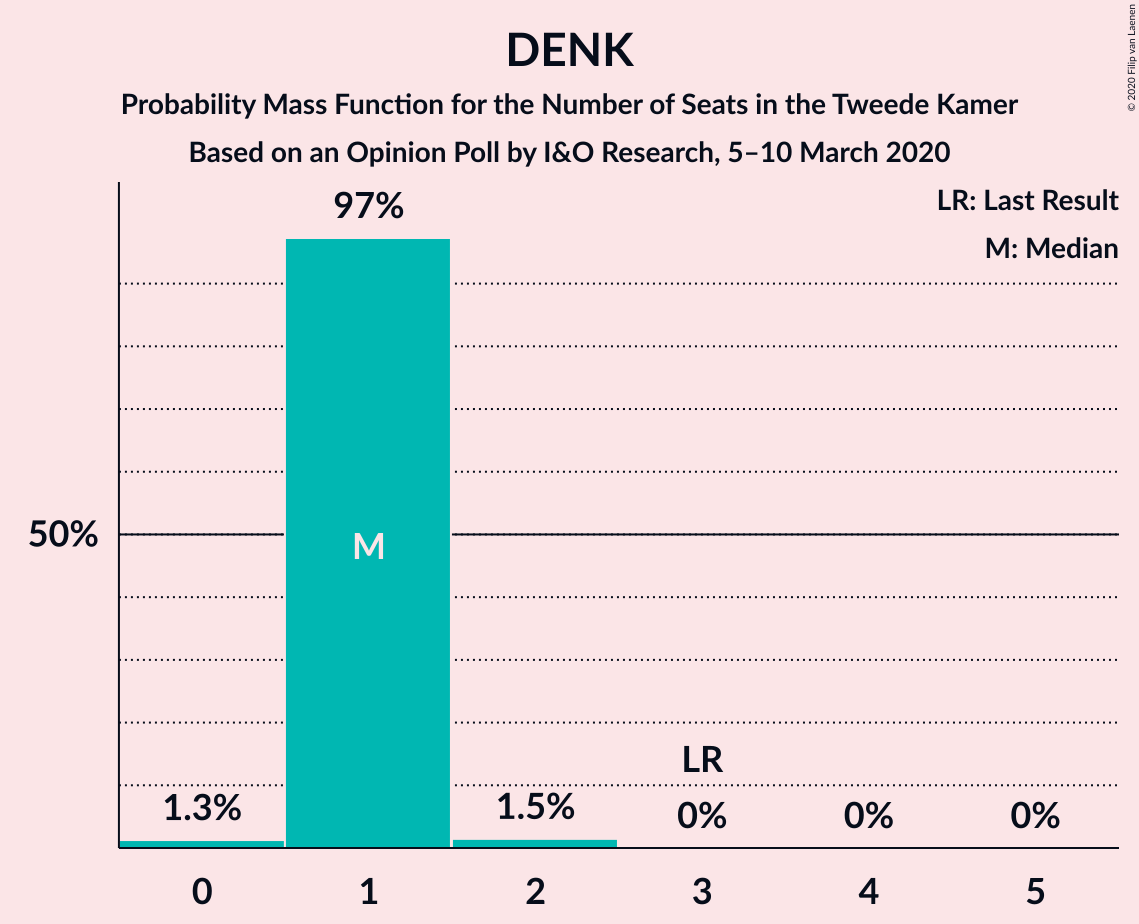 DENK
Probability Mass Function for the Number of Seats in the Tweede Kamer
Based on an Opinion Poll by I&O Research, 5–10 March 2020
© 2020 Filip van Laenen
LR: Last Result
M: Median
97%
50%
M
LR
1.3%
1.5%
0%
0%
0%
0
1
2
3
4
5